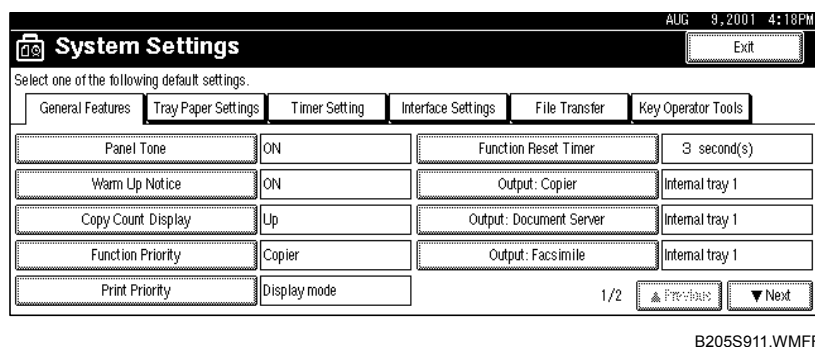 AUG 9,2001 4:18PM
System Settings
Exit
Select one of the following default settings.
General Features Tray Paper Settings Timer Setting Interface Settings File Transfer Key Operator Tools
Panel Tone ON Function Reset Timer 3 second(s)
Warm Up Notice ON Output: Copier Internal tray 1
Copy Count Display Up Output: Document Server Internal tray 1
Function Priority Copier Output: Facsimile Internal tray 1
Print Priority Display mode 1/2 ▲Previous ▼Next
B205S911.WMF